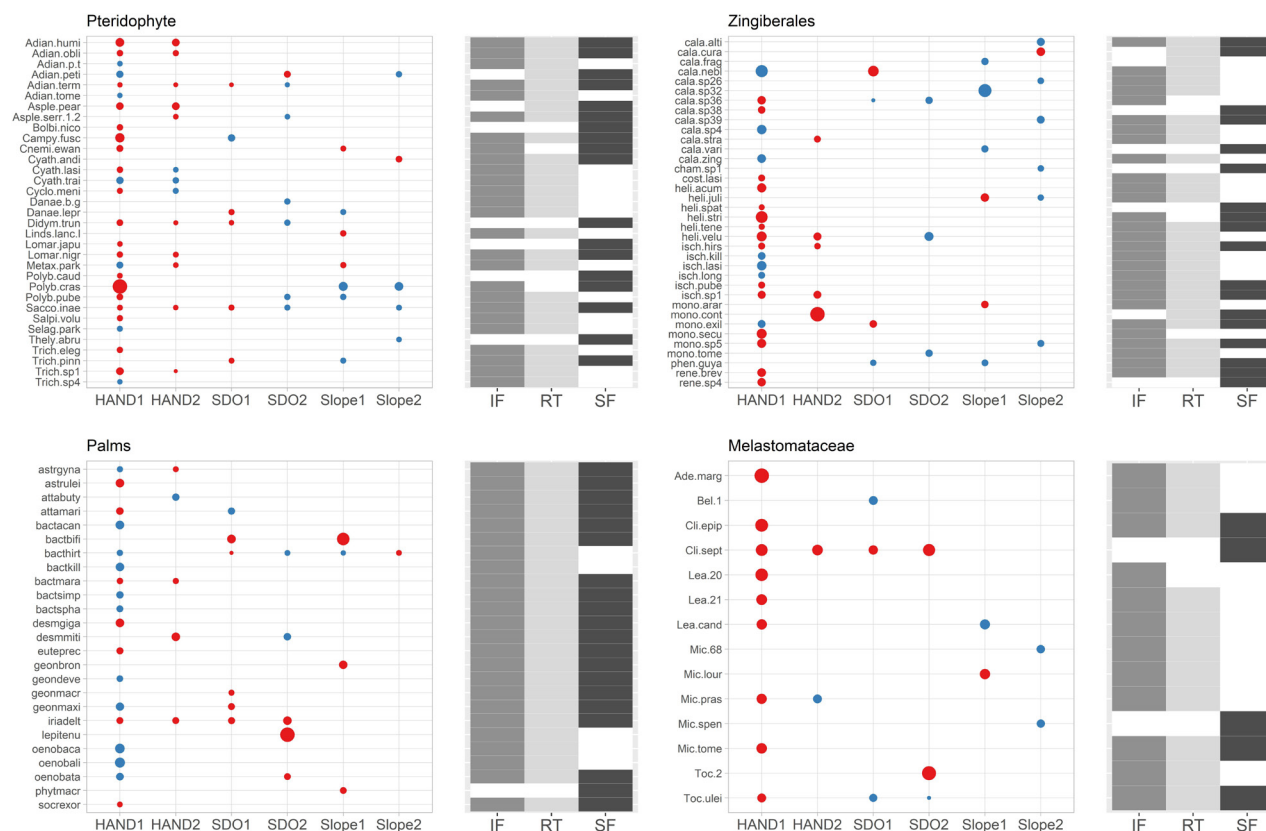 Pteridophyte
Adian.humi
Adian.obli
Adian.p.t
Adian.peti
Adian.term
Adian.tome
Asple.pear
Asple.serr.1.2
Bolbi.nico
Campy.fusc
Cnemi.ewan
Cyath.andi
Cyath.lasi
Cyath.trai
Cyclo.meni
Danae.b.g
Danae.lepr
Didym.trun
Linds.lanc.l
Lomar.japu
Lomar.nigr
Metax.park
Polyb.caud
Polyb.cras
Polyb.pube
Sacco.inae
Salpi.volu
Selag.park
Thely.abru
Trich.eleg
Trich.pinn
Trich.sp1
Trich.sp4
HAND1 HAND2 SDO1 SDO2 Slope1 Slope2
IF RT SF
Zingiberales
cala.alti
cala.cura
cala.frag
cala.nebl
cala.sp26
cala.sp32
cala.sp36
cala.sp38
cala.sp39
cala.sp4
cala.stra
cala.vari
cala.zing
cham.sp1
cost.lasi
heli.acum
heli.juli
heli.spat
heli.stri
heli.tene
heli.velu
isch.hirs
isch.kill
isch.lasi
isch.long
isch.pube
isch.sp1
mono.arar
mono.cont
mono.exil
mono.secu
mono.sp5
mono.tome
phen.guya
rene.brev
rene.sp4
HAND1 HAND2 SDO1 SDO2 Slope1 Slope2
IF RT SF
Palms
astrgyna
astrulei
attabuty
attamari
bactacan
bactbifi
bacthirt
bactkill
bactmara
bactsimp
bactspha
desmgiga
desmmiti
euteprec
geonbron
geondeve
geonmacr
geonmaxi
iriadelt
lepitenu
oenobaca
oenobali
oenobata
phytmacr
socrexor
HAND1 HAND2 SDO1 SDO2 Slope1 Slope2
IF RT SF
Melastomataceae
Ade.marg
Bel.1
Cli.epip
Cli.sept
Lea.20
Lea.21
Lea.cand
Mic.68
Mic.lour
Mic.pras
Mic.spen
Mic.tome
Toc.2
Toc.ulei
HAND1 HAND2 SDO1 SDO2 Slope1 Slope2
IF RT SF